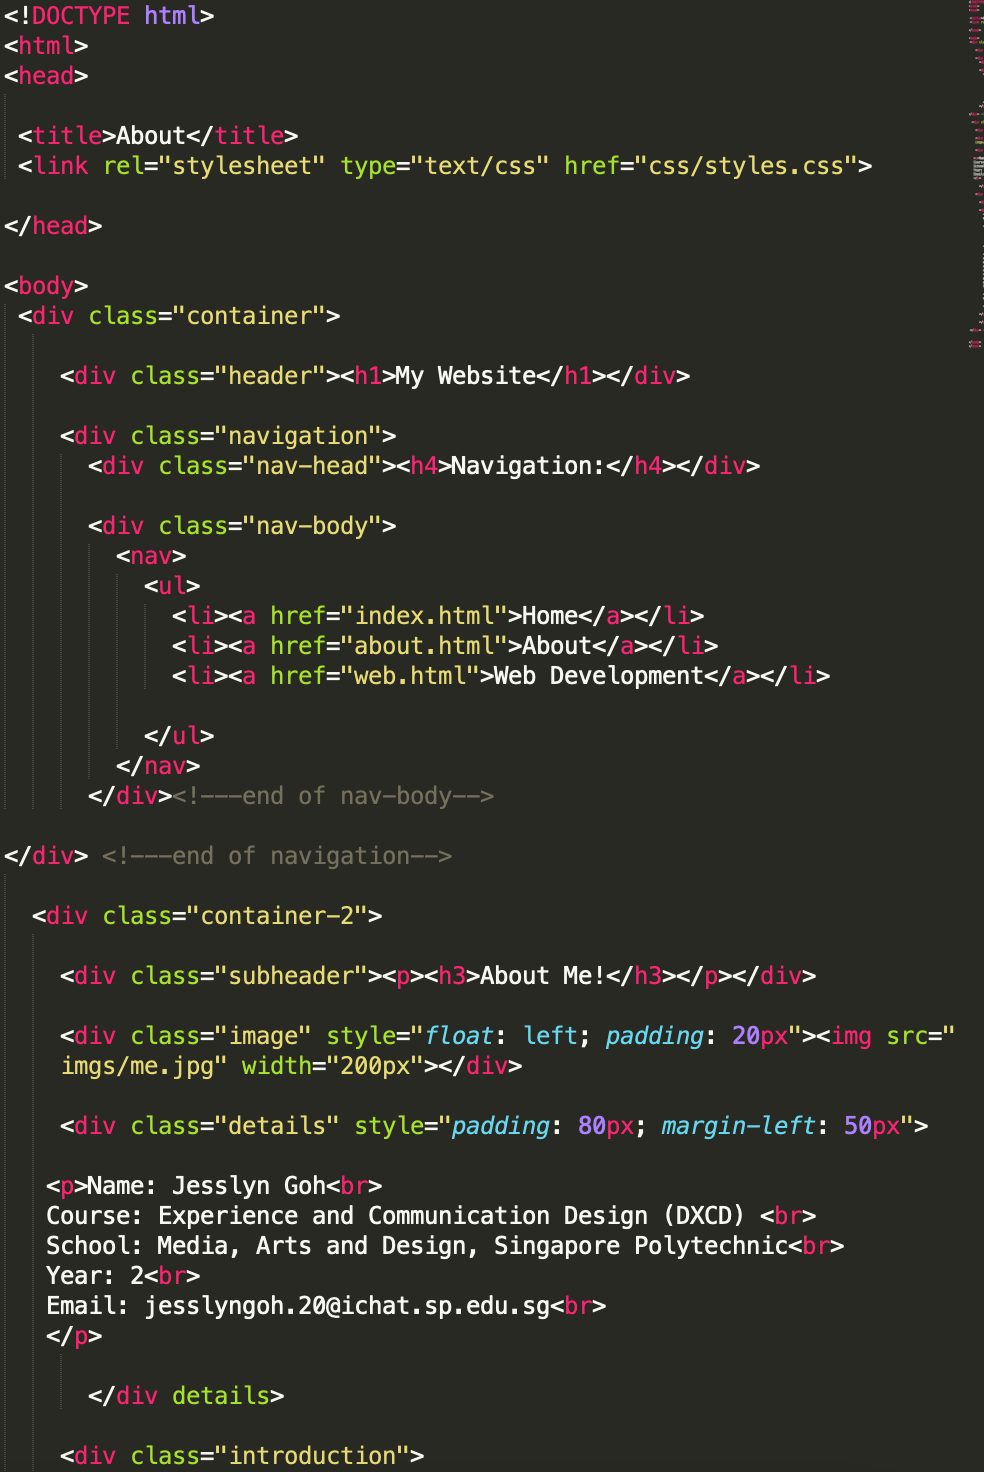 <!DOCTYPE html>
<html>
<head>
<title>About</title>
<link rel="stylesheet" type="text/css" href="css/styles.css">
</head>
<body>
<div class="container">
<div class="header"><h1>My Website</h1></div>
<div class="navigation">
<div class="nav-head"><h4>Navigation:</h4></div>
<div class="nav-body">
<nav>
<ul>
<li><a href="index.html">Home</a></li>
<li><a href="about.html">About</a></li>
<li><a href="web.html">Web Development</a></li>
</ul>
</nav>
</div><!---end of nav-body-->
</div> <!---end of navigation-->
<div class="container-2">
<div class="subheader"><p><h3>About Me!</h3></p></div>
<div class="image" style="float: left; padding: 20px"><img src="
imgs/me.jpg" width="200px"></div>
<div class="details" style="padding: 80px; margin-left: 50px">
<p>Name: Jesslyn Goh<br>
Course: Experience and Communication Design (DXCD) <br>
School: Media, Arts and Design, Singapore Polytechnic<br>
Year: 2<br>
Email: jesslyngoh.20@ichat.sp.edu.sg<br>
</p>
</div details>
<div class="introduction">